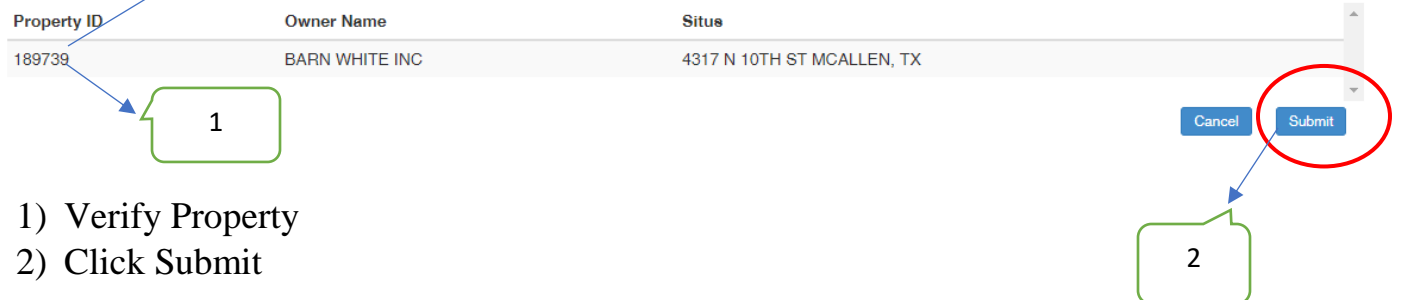 Property ID Owner Name Situs
189739 BARN WHITE INC 4317 N 10TH ST MCALLEN, TX
1
Cancel Submit
1) Verify Property
2) Click Submit
2